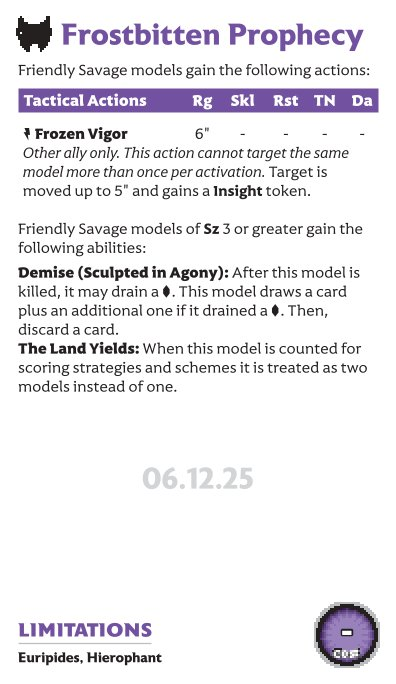 Frostbitten Prophecy
Friendly Savage models gain the following actions:
Tactical Actions Rg Skl Rst TN Da
Frozen Vigor 6" - - - -
Other ally only. This action cannot target the same
model more than once per activation. Target is
moved up to 5" and gains a Insight token.
Friendly Savage models of Sz 3 or greater gain the
following abilities:
Demise (Sculpted in Agony): After this model is
killed, it may drain a ⬮. This model draws a card
plus an additional one if it drained a ⬮. Then,
discard a card.
The Land Yields: When this model is counted for
scoring strategies and schemes it is treated as two
models instead of one.
06.12.25
LIMITATIONS
Euripides, Hierophant
-